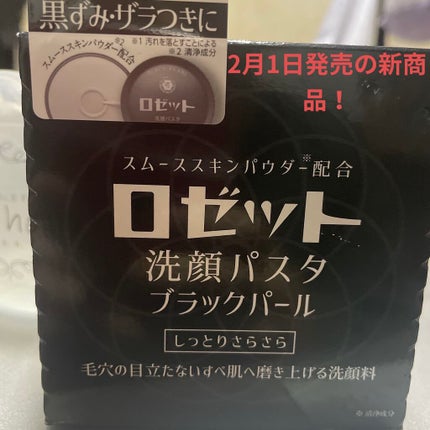 黒ずみ・ザラつきに
※1
スムーススキンパウダー配合
※2
※1 汚れを落とすことによる
※2 清浄成分
ロゼット
洗顔パスタ
2月1日発売の新商
品！
スムーススキンパウダー※配合
ロゼット
洗顔パスタ
ブラックパール
しっとりさらさら
毛穴の目立たないすべ肌へ磨き上げる洗顔料
※ 清浄成分